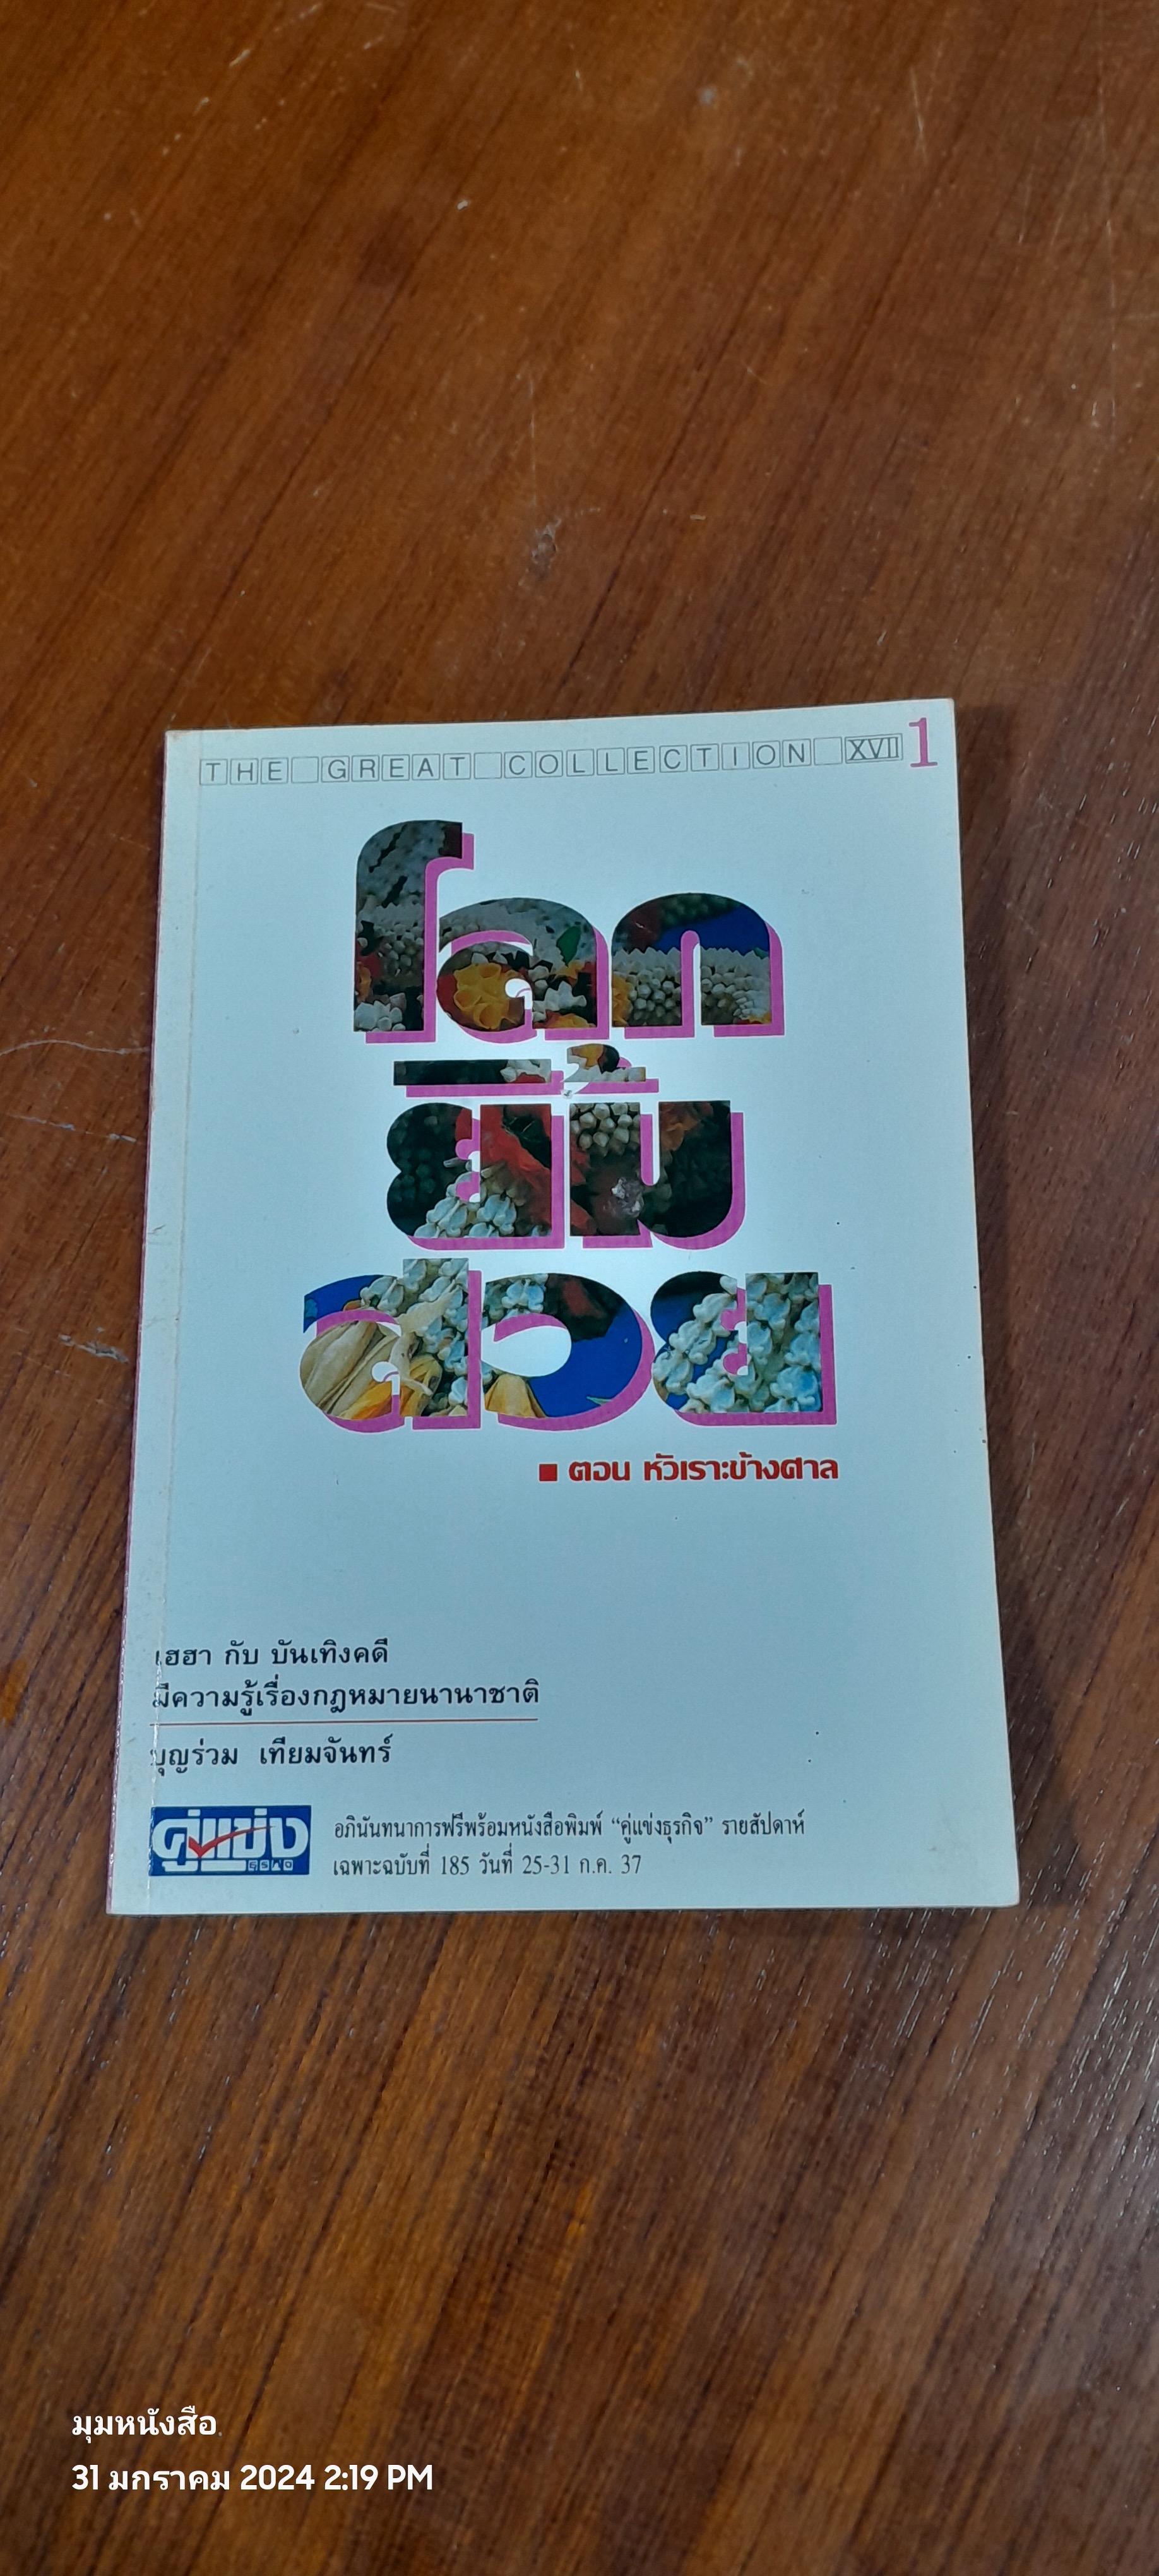 THE GREAT COLLECTION XVII 1
โลก
ยิ้ม
สวย
■ ตอน หัวเราะข้างศาล
เฮฮา กับ บันเทิงคดี
มีความรู้เรื่องกฎหมายนานาชาติ
บุญร่วม เทียมจันทร์
คู่แข่ง
ธุรกิจ
อภินันทนาการฟรีพร้อมหนังสือพิมพ์ “คู่แข่งธุรกิจ” รายสัปดาห์
เฉพาะฉบับที่ 185 วันที่ 25-31 ก.ค. 37
มุมหนังสือ.
31 มกราคม 2024 2:19 PM